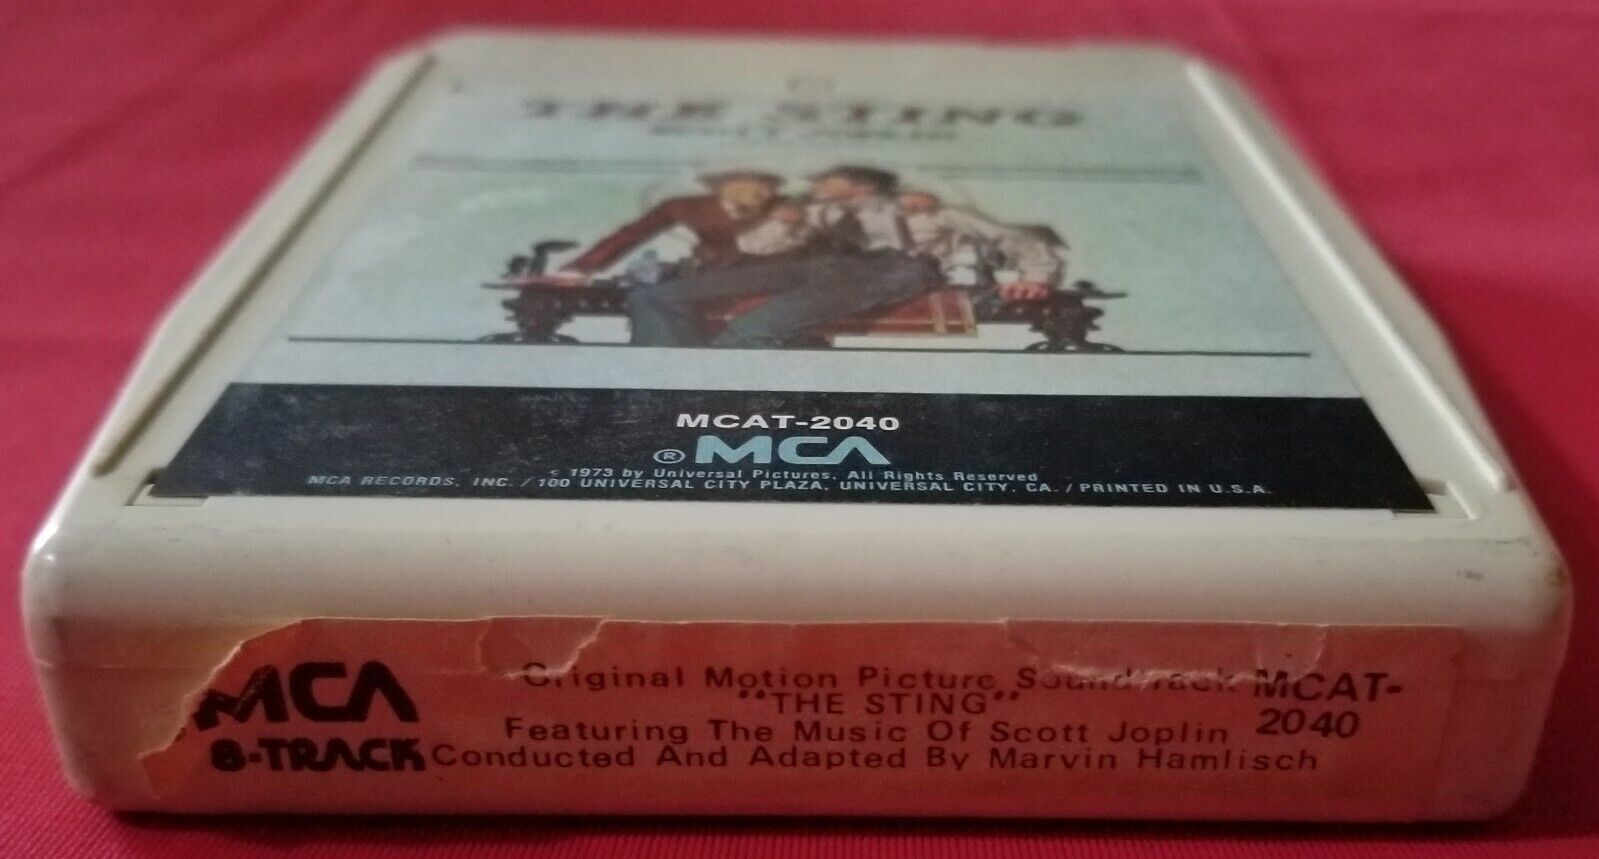 THE STING
MCAT-2040
® MCA
c 1973 by Universal Pictures. All Rights Reserved
MCA RECORDS, INC. / 100 UNIVERSAL CITY PLAZA, UNIVERSAL CITY, CA. / PRINTED IN U.S.A.
MCA
8-TRACK
Original Motion Picture Soundtrack
"THE STING"
Featuring The Music Of Scott Joplin
Conducted And Adapted By Marvin Hamlisch
MCAT-
2040